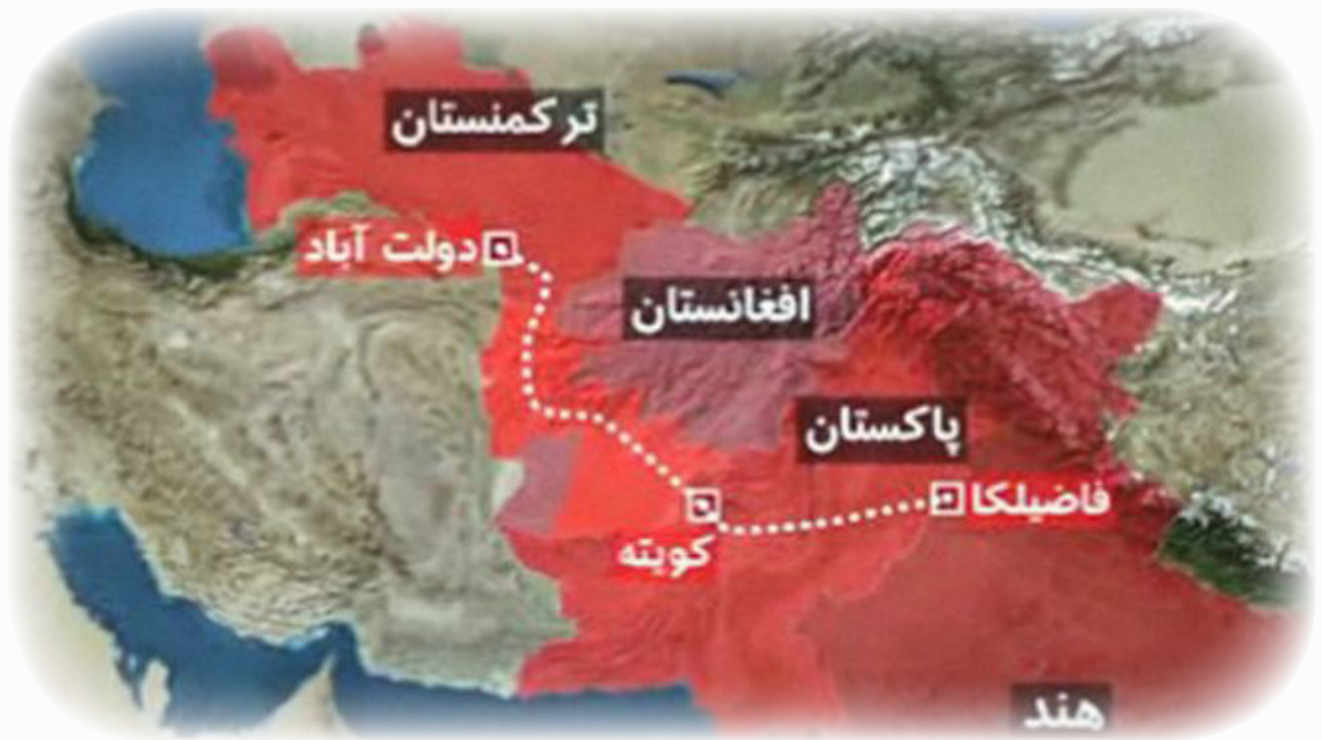 ترکمنستان
دولت آباد
افغانستان
پاکستان
فاضیلکا
کویته
هند